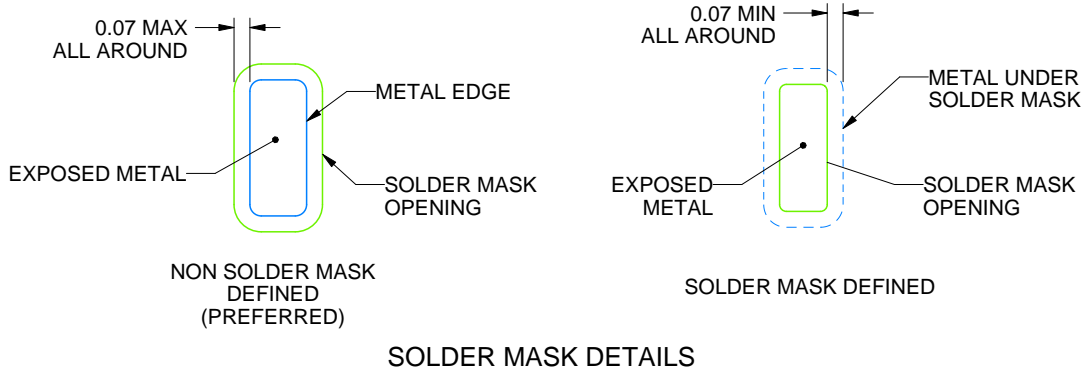 0.07 MAX
ALL AROUND
METAL EDGE
EXPOSED METAL
SOLDER MASK
OPENING
NON SOLDER MASK
DEFINED
(PREFERRED)
0.07 MIN
ALL AROUND
METAL UNDER
SOLDER MASK
EXPOSED
METAL
SOLDER MASK
OPENING
SOLDER MASK DEFINED
SOLDER MASK DETAILS